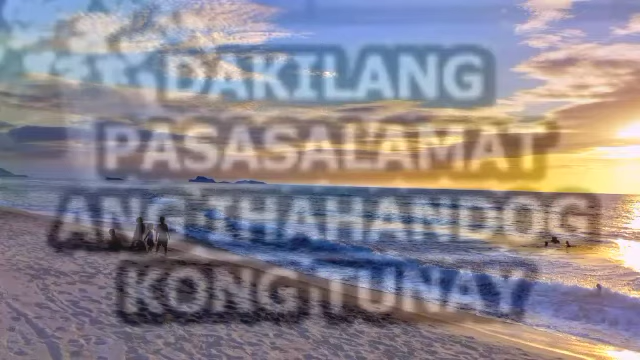 DAKILANG
PASASALAMAT
ANG IHAHANDOG
KONG TUNAY